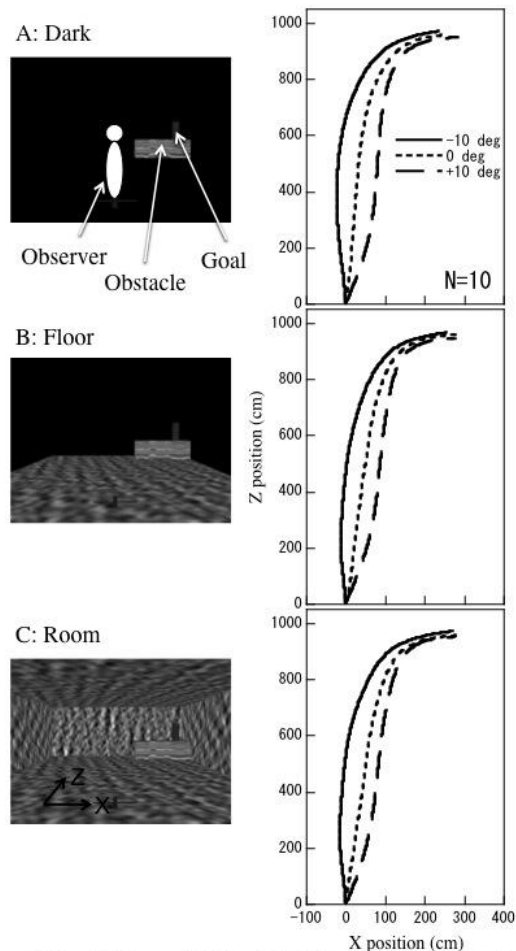 A: Dark
Observer
Obstacle
Goal
1000
800
600
400
200
0
-10 deg
0 deg
+10 deg
N=10
B: Floor
1000
800
600
400
200
0
Z position (cm)
C: Room
Z
X
1000
800
600
400
200
0
-100 0 100 200 300 400
X position (cm)